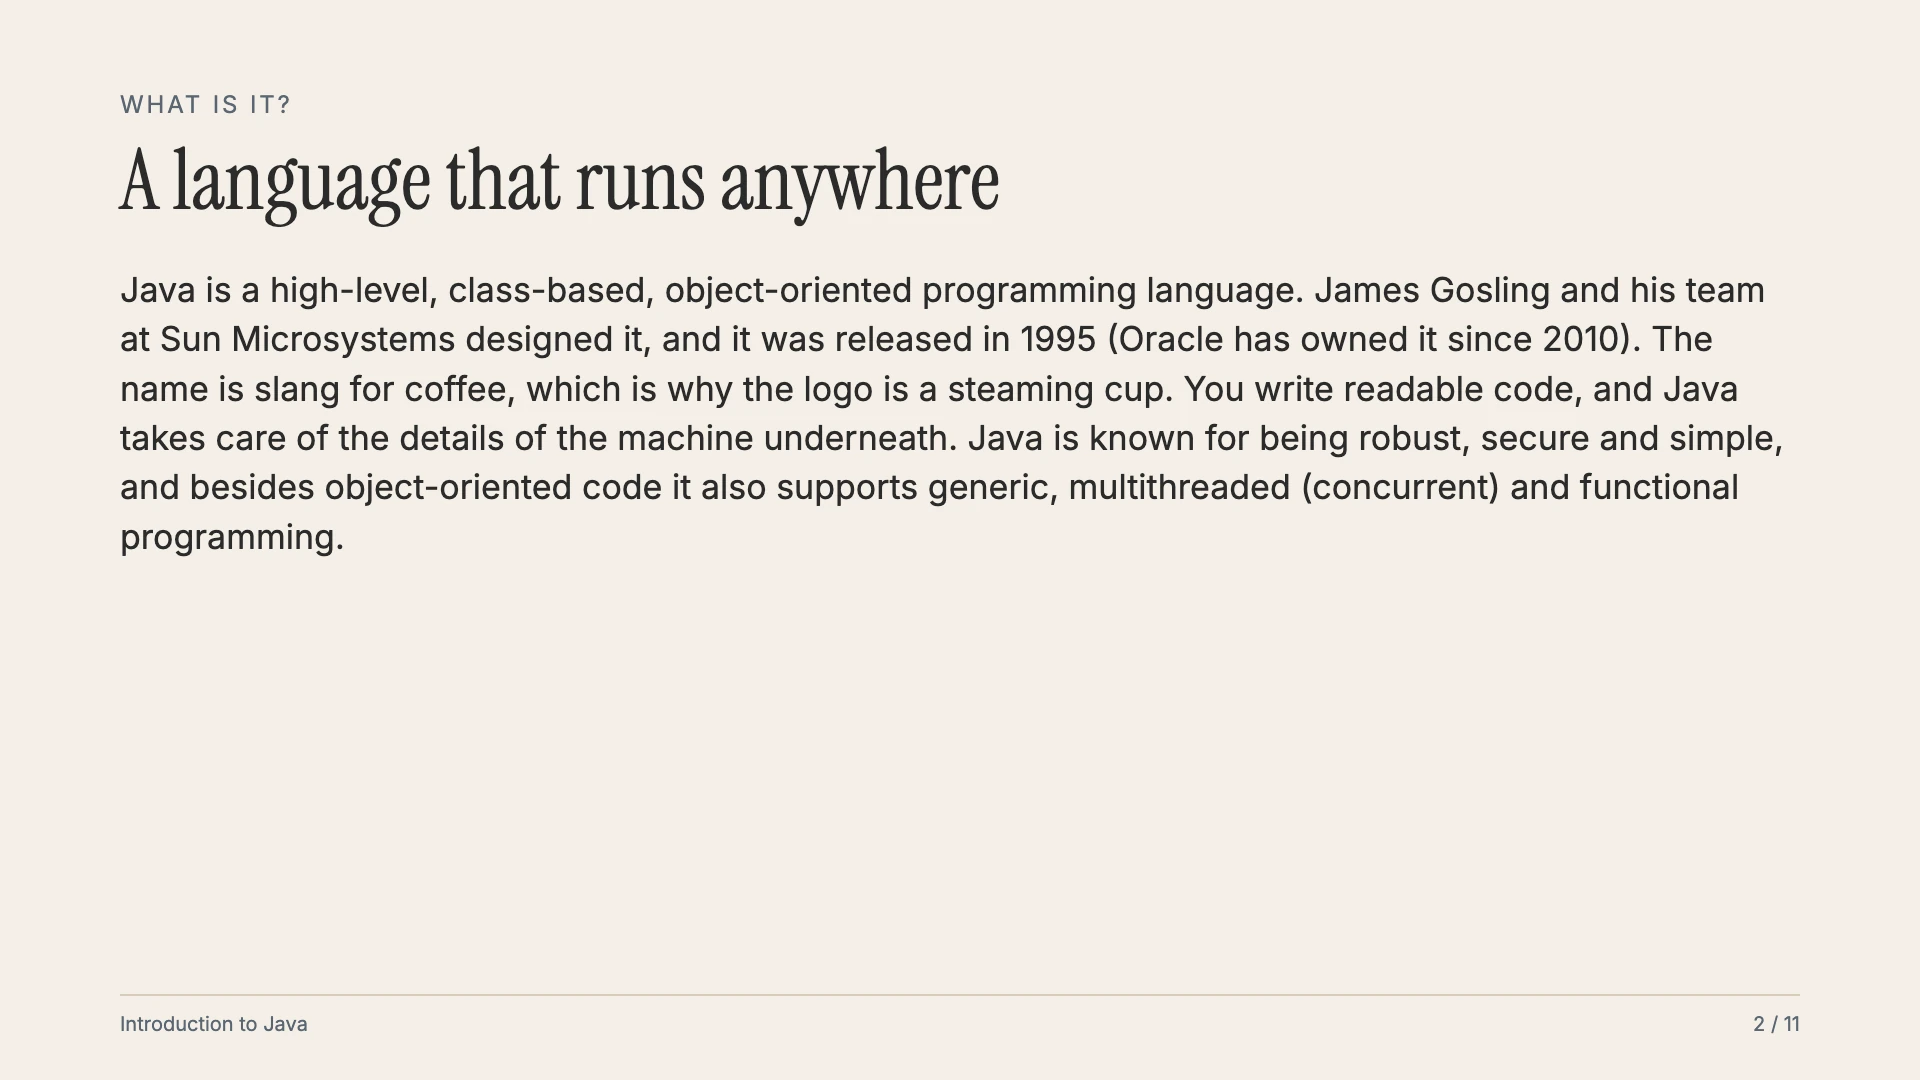 WHAT IS IT?
A language that runs anywhere
Java is a high-level, class-based, object-oriented programming language. James Gosling and his team
at Sun Microsystems designed it, and it was released in 1995 (Oracle has owned it since 2010). The
name is slang for coffee, which is why the logo is a steaming cup. You write readable code, and Java
takes care of the details of the machine underneath. Java is known for being robust, secure and simple,
and besides object-oriented code it also supports generic, multithreaded (concurrent) and functional
programming.
Introduction to Java
2 / 11